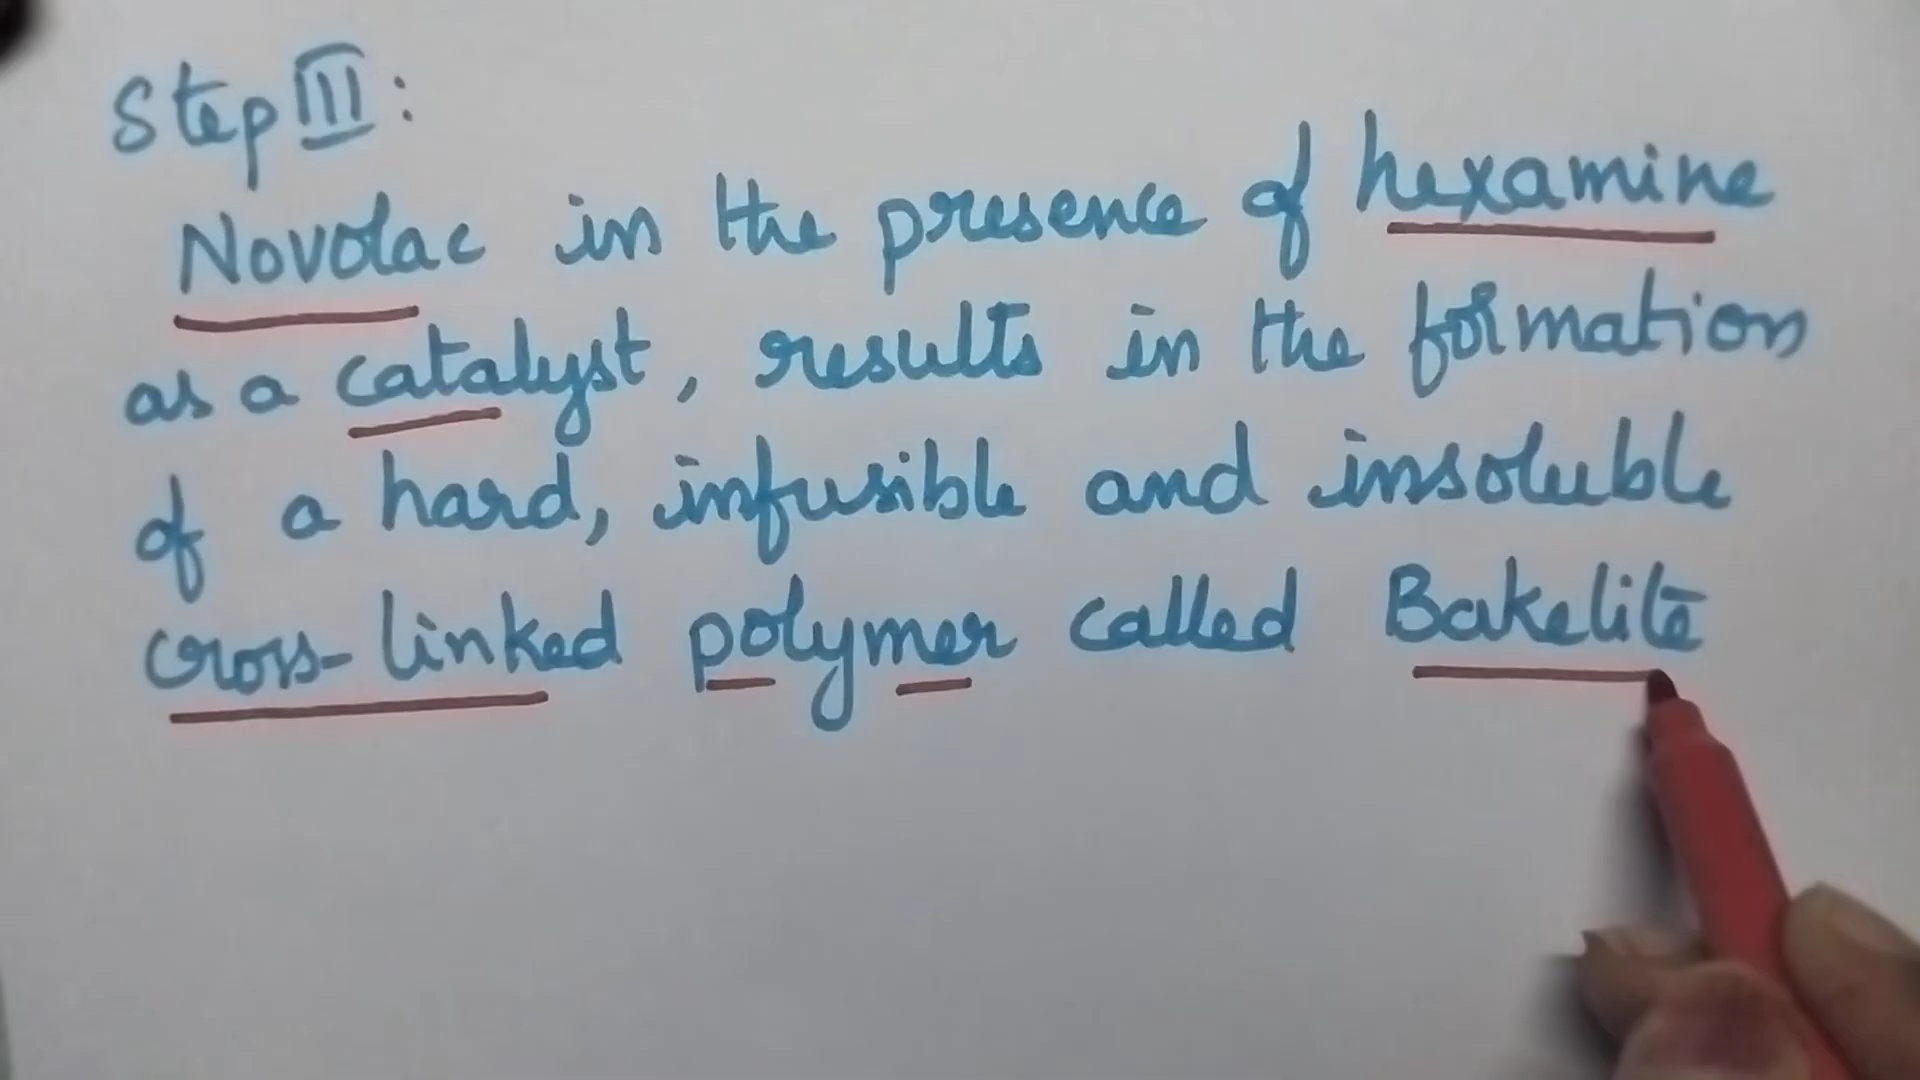 Step III:
Novolac in the presence of hexamine
as a catalyst, results in the formation
of a hard, infusible and insoluble
cross-linked polymer called Bakelite